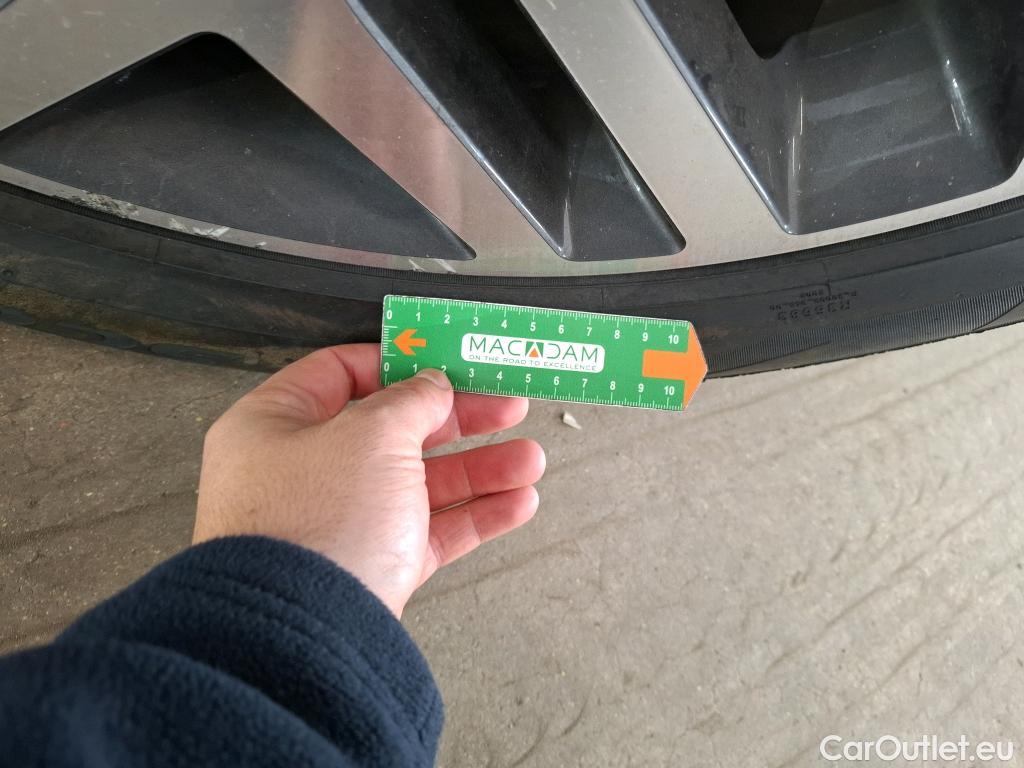 0 1 2 3 4 5 6 7 8 9 10
MACADAM
ON THE ROAD TO EXCELLENCE
0 1 2 3 4 5 6 7 8 9 10
CarOutlet.eu